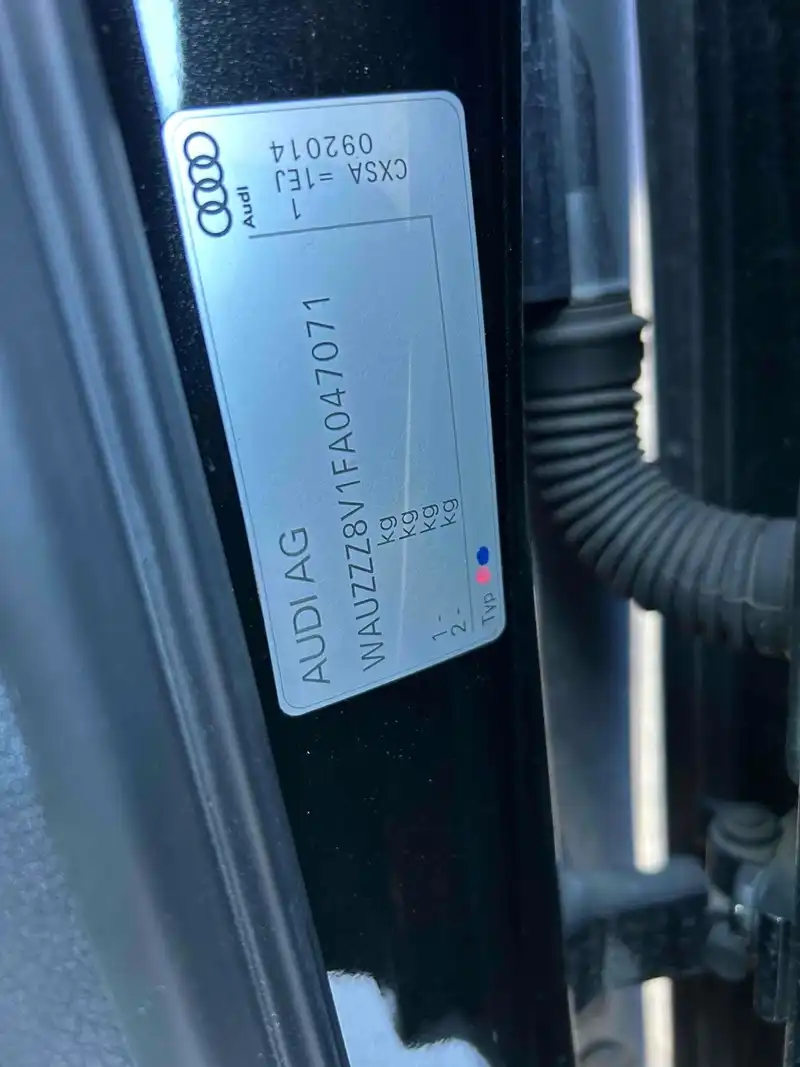 Audi
AUDI AG
WAUZZZ8V1FA047071
kg
kg
1 - kg
2 - kg
Typ
1
CXSA =1EJ
092014